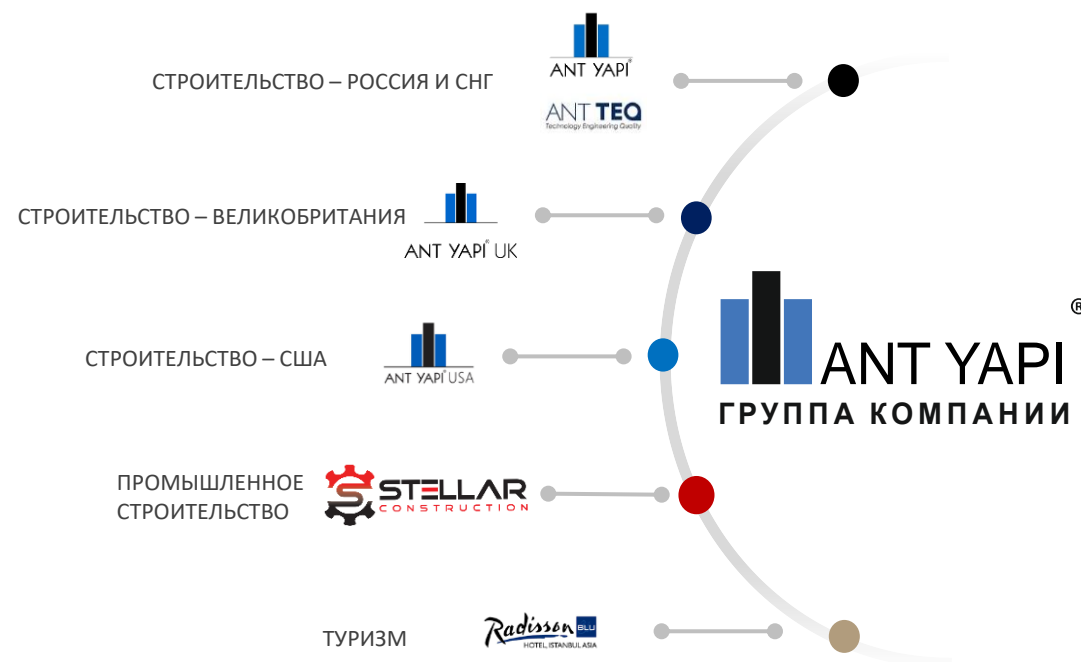 СТРОИТЕЛЬСТВО – РОССИЯ И СНГ
ANT YAPI®
ANT TEQ
Technology Engineering Quality
СТРОИТЕЛЬСТВО – ВЕЛИКОБРИТАНИЯ
ANT YAPI® UK
СТРОИТЕЛЬСТВО – США
ANT YAPI® USA
®
ANT YAPI
ГРУППА КОМПАНИИ
ПРОМЫШЛЕННОЕ
СТРОИТЕЛЬСТВО
STELLAR
CONSTRUCTION
ТУРИЗМ
Radisson BLU
HOTEL, ISTANBUL ASIA